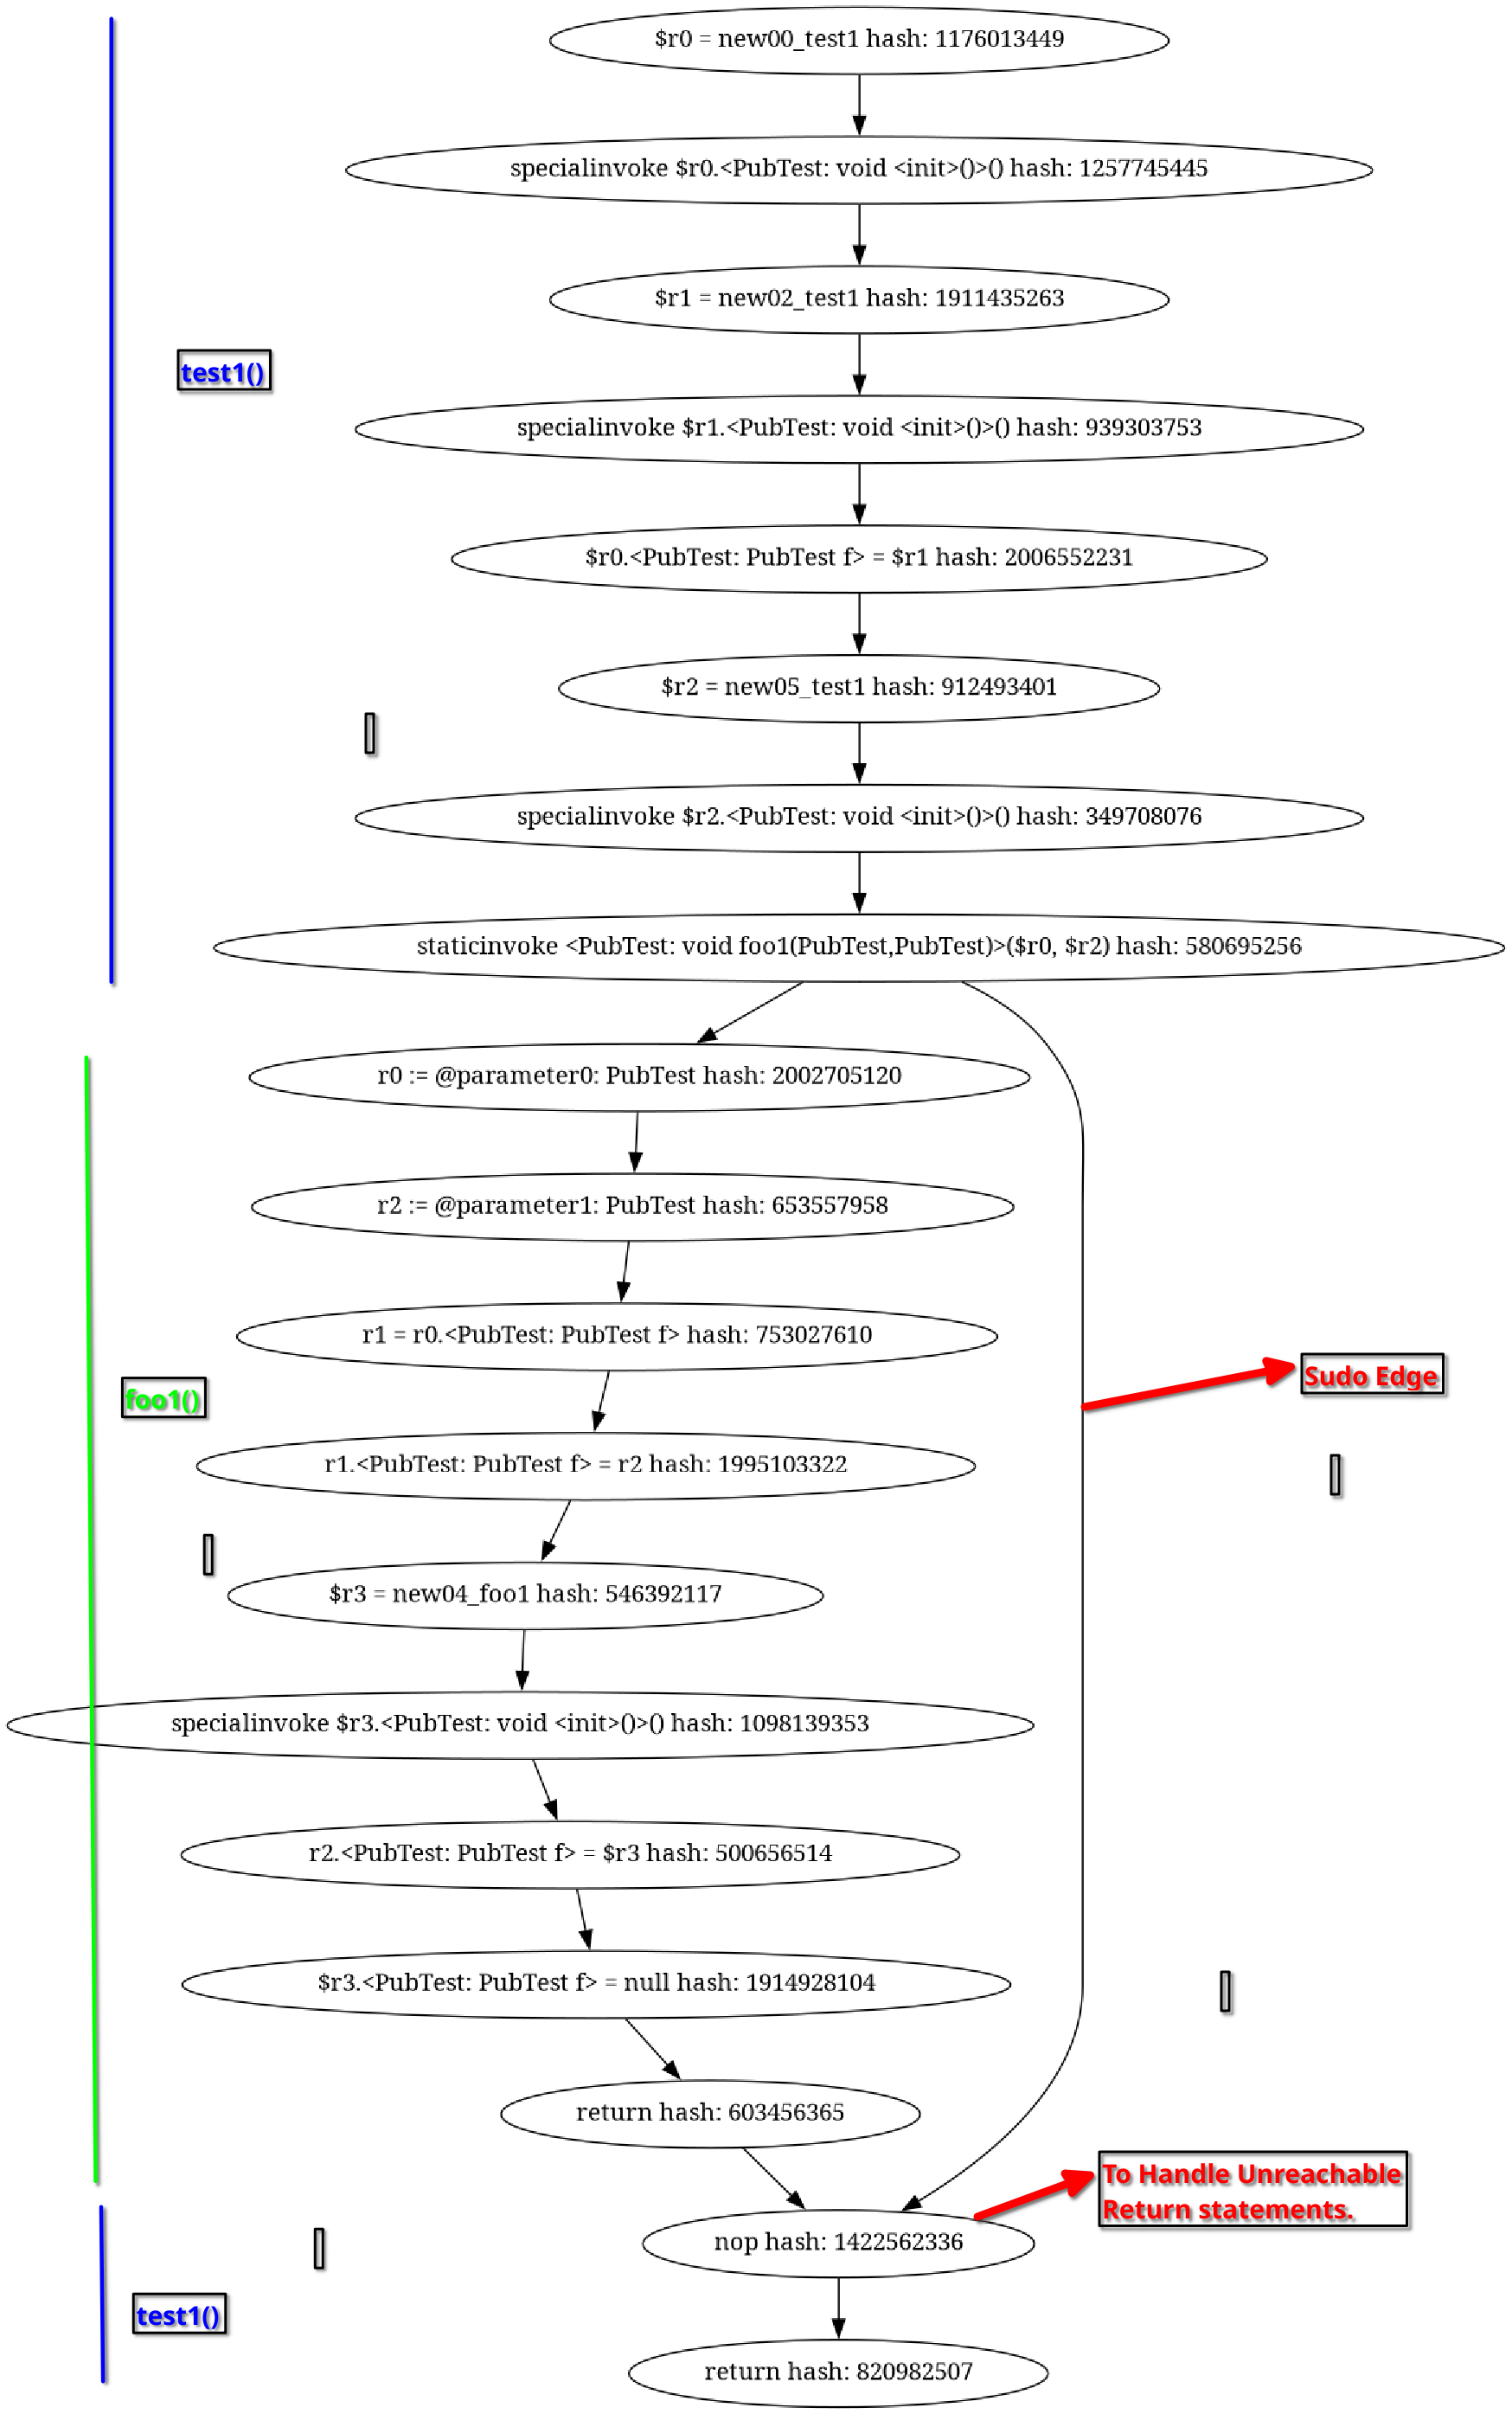 $r0 = new00_test1 hash: 1176013449
specialinvoke $r0.<PubTest: void <init>()>() hash: 1257745445
$r1 = new02_test1 hash: 1911435263
test1()
specialinvoke $r1.<PubTest: void <init>()>() hash: 939303753
$r0.<PubTest: PubTest f> = $r1 hash: 2006552231
$r2 = new05_test1 hash: 912493401
specialinvoke $r2.<PubTest: void <init>()>() hash: 349708076
staticinvoke <PubTest: void foo1(PubTest,PubTest)>($r0, $r2) hash: 580695256
r0 := @parameter0: PubTest hash: 2002705120
r2 := @parameter1: PubTest hash: 653557958
r1 = r0.<PubTest: PubTest f> hash: 753027610
Sudo Edge
foo1()
r1.<PubTest: PubTest f> = r2 hash: 1995103322
$r3 = new04_foo1 hash: 546392117
specialinvoke $r3.<PubTest: void <init>()>() hash: 1098139353
r2.<PubTest: PubTest f> = $r3 hash: 500656514
$r3.<PubTest: PubTest f> = null hash: 1914928104
return hash: 603456365
To Handle Unreachable
Return statements.
nop hash: 1422562336
test1()
return hash: 820982507